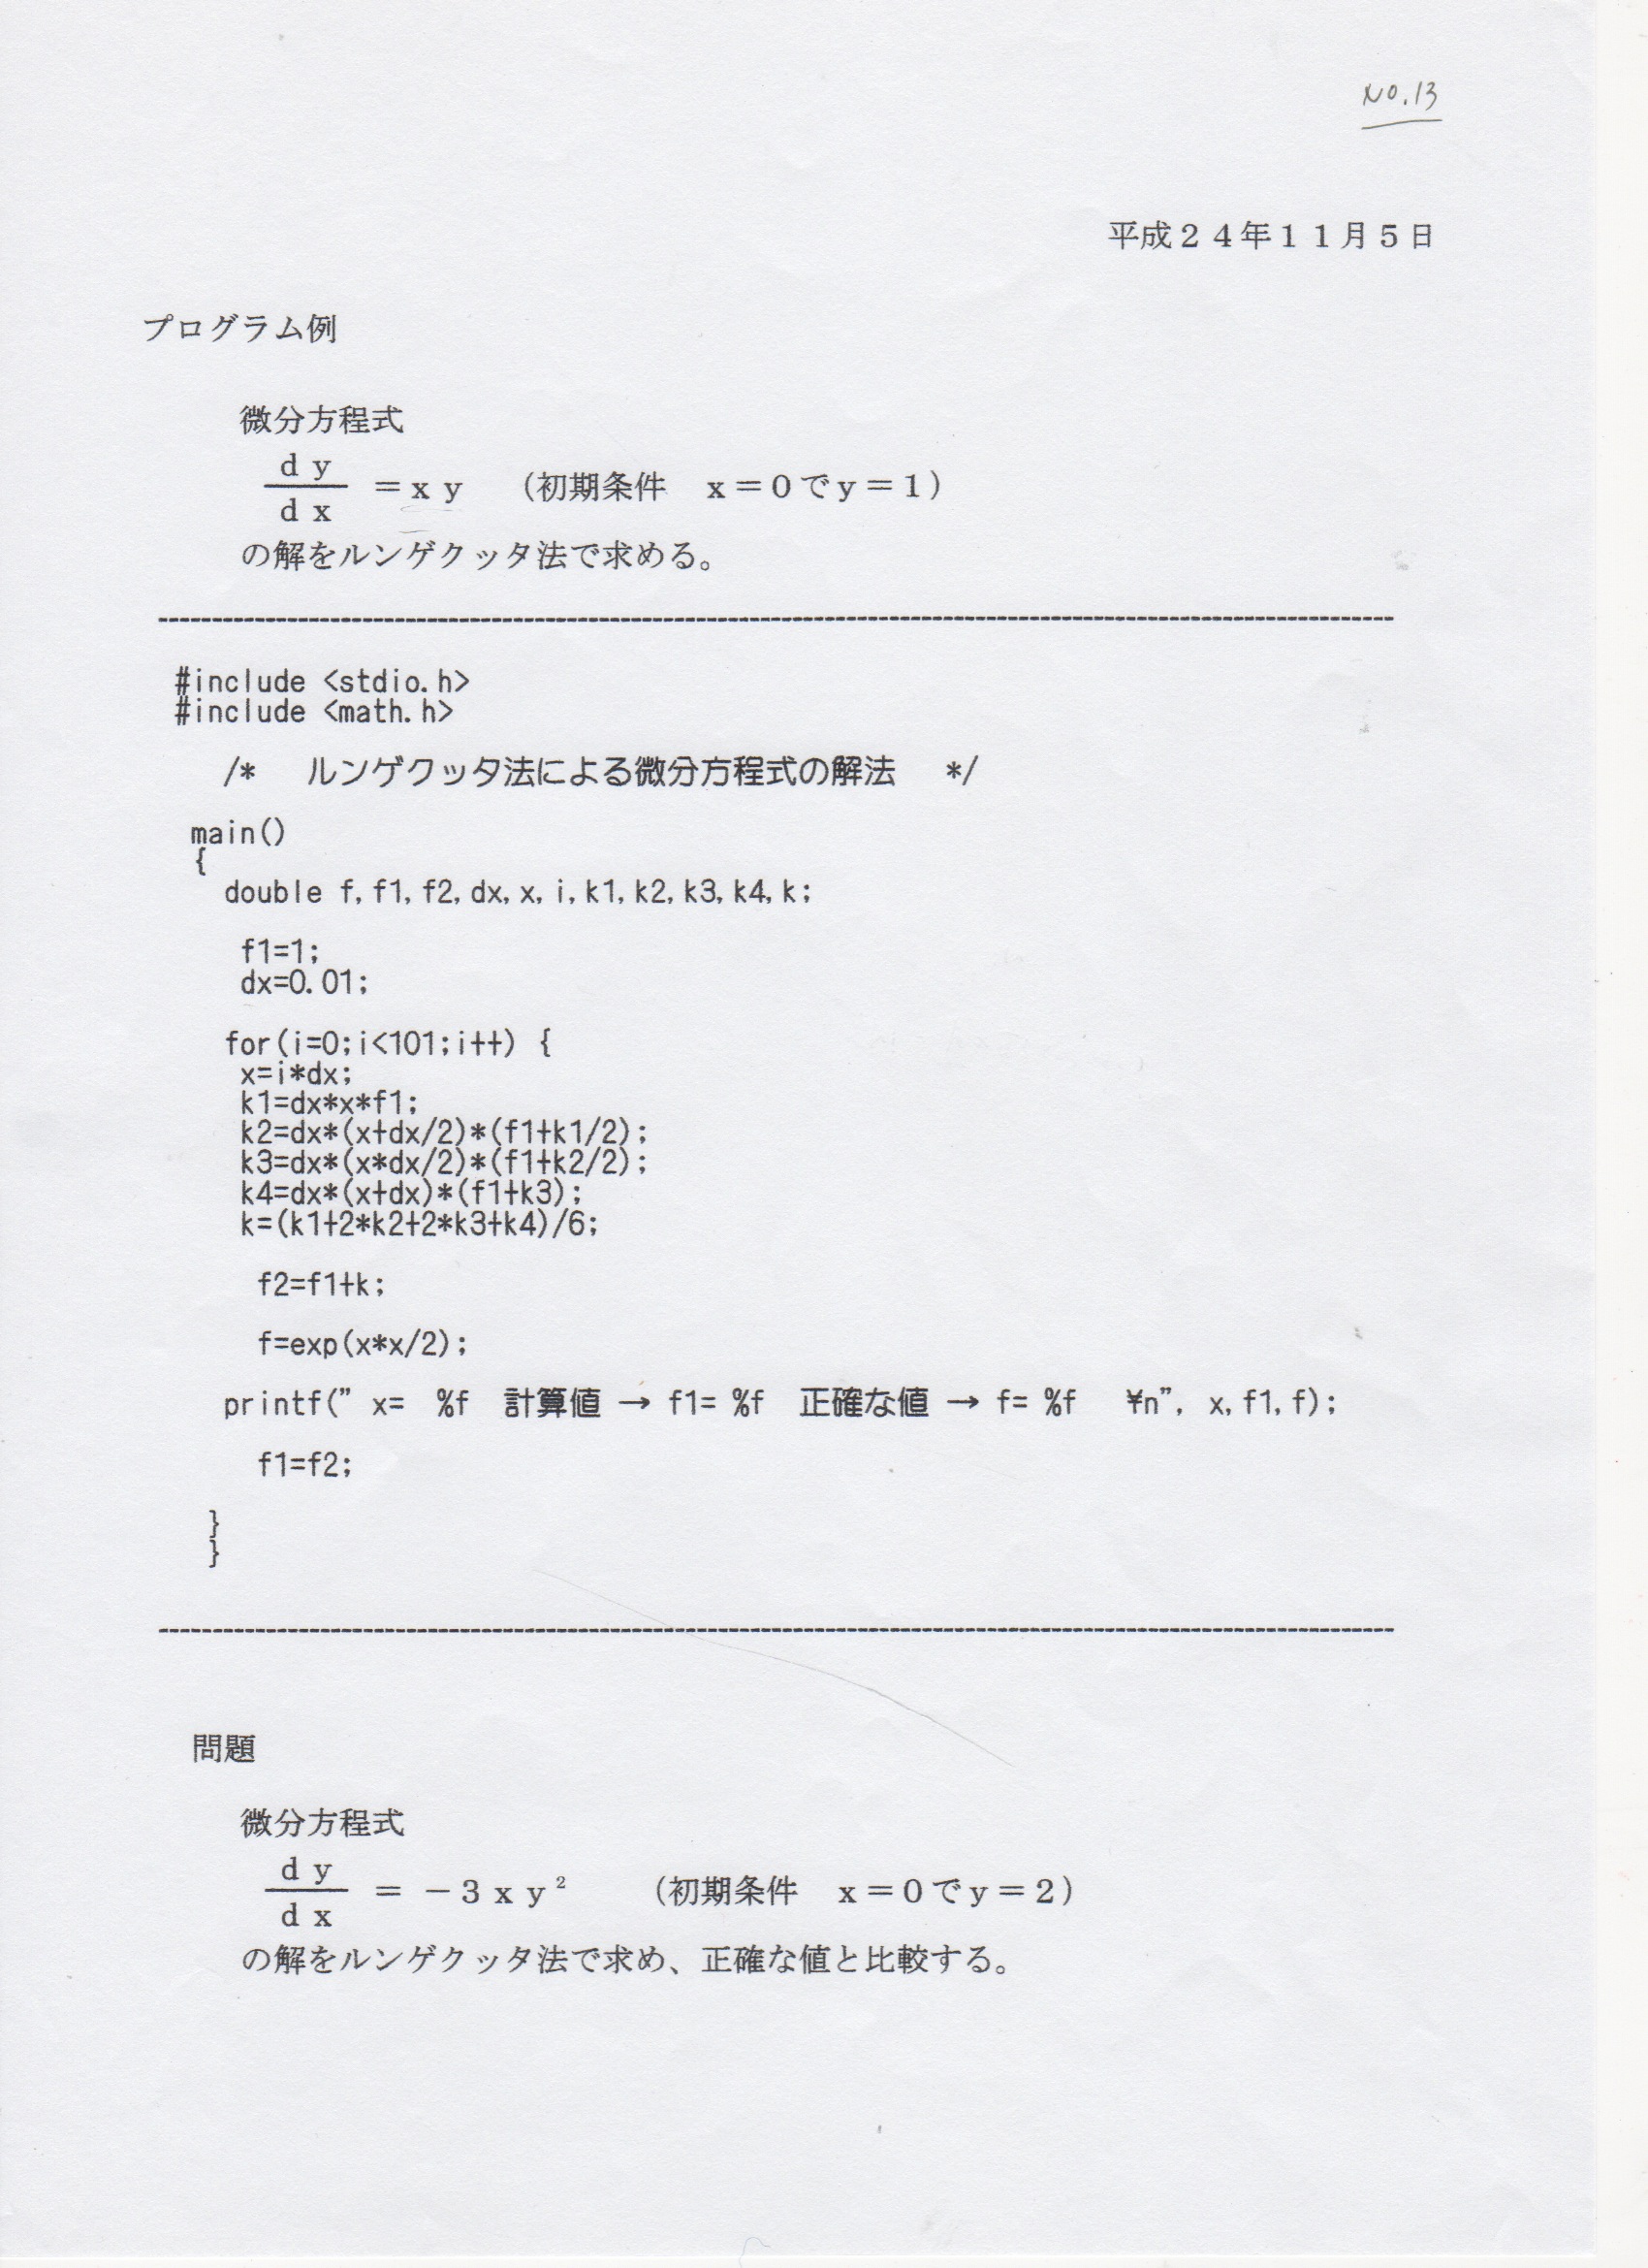 NO.13
平成２４年１１月５日
プログラム例
微分方程式
ｄｙ
＝ｘｙ　（初期条件　ｘ＝０でｙ＝１）
ｄｘ
の解をルンゲクッタ法で求める。
#include <stdio.h>
#include <math.h>
/*　ルンゲクッタ法による微分方程式の解法　*/
main()
{
double f,f1,f2,dx,x,i,k1,k2,k3,k4,k;
f1=1;
dx=0.01;
for(i=0;i<101;i++) {
x=i*dx;
k1=dx*x*f1;
k2=dx*(x+dx/2)*(f1+k1/2);
k3=dx*(x*dx/2)*(f1+k2/2);
k4=dx*(x+dx)*(f1+k3);
k=(k1+2*k2+2*k3+k4)/6;
f2=f1+k;
f=exp(x*x/2);
printf(" x=  %f  計算値 → f1= %f  正確な値 → f= %f   ¥n", x,f1,f);
f1=f2;
}
}
問題
微分方程式
ｄｙ
＝－３ｘｙ²　（初期条件　ｘ＝０でｙ＝２）
ｄｘ
の解をルンゲクッタ法で求め、正確な値と比較する。